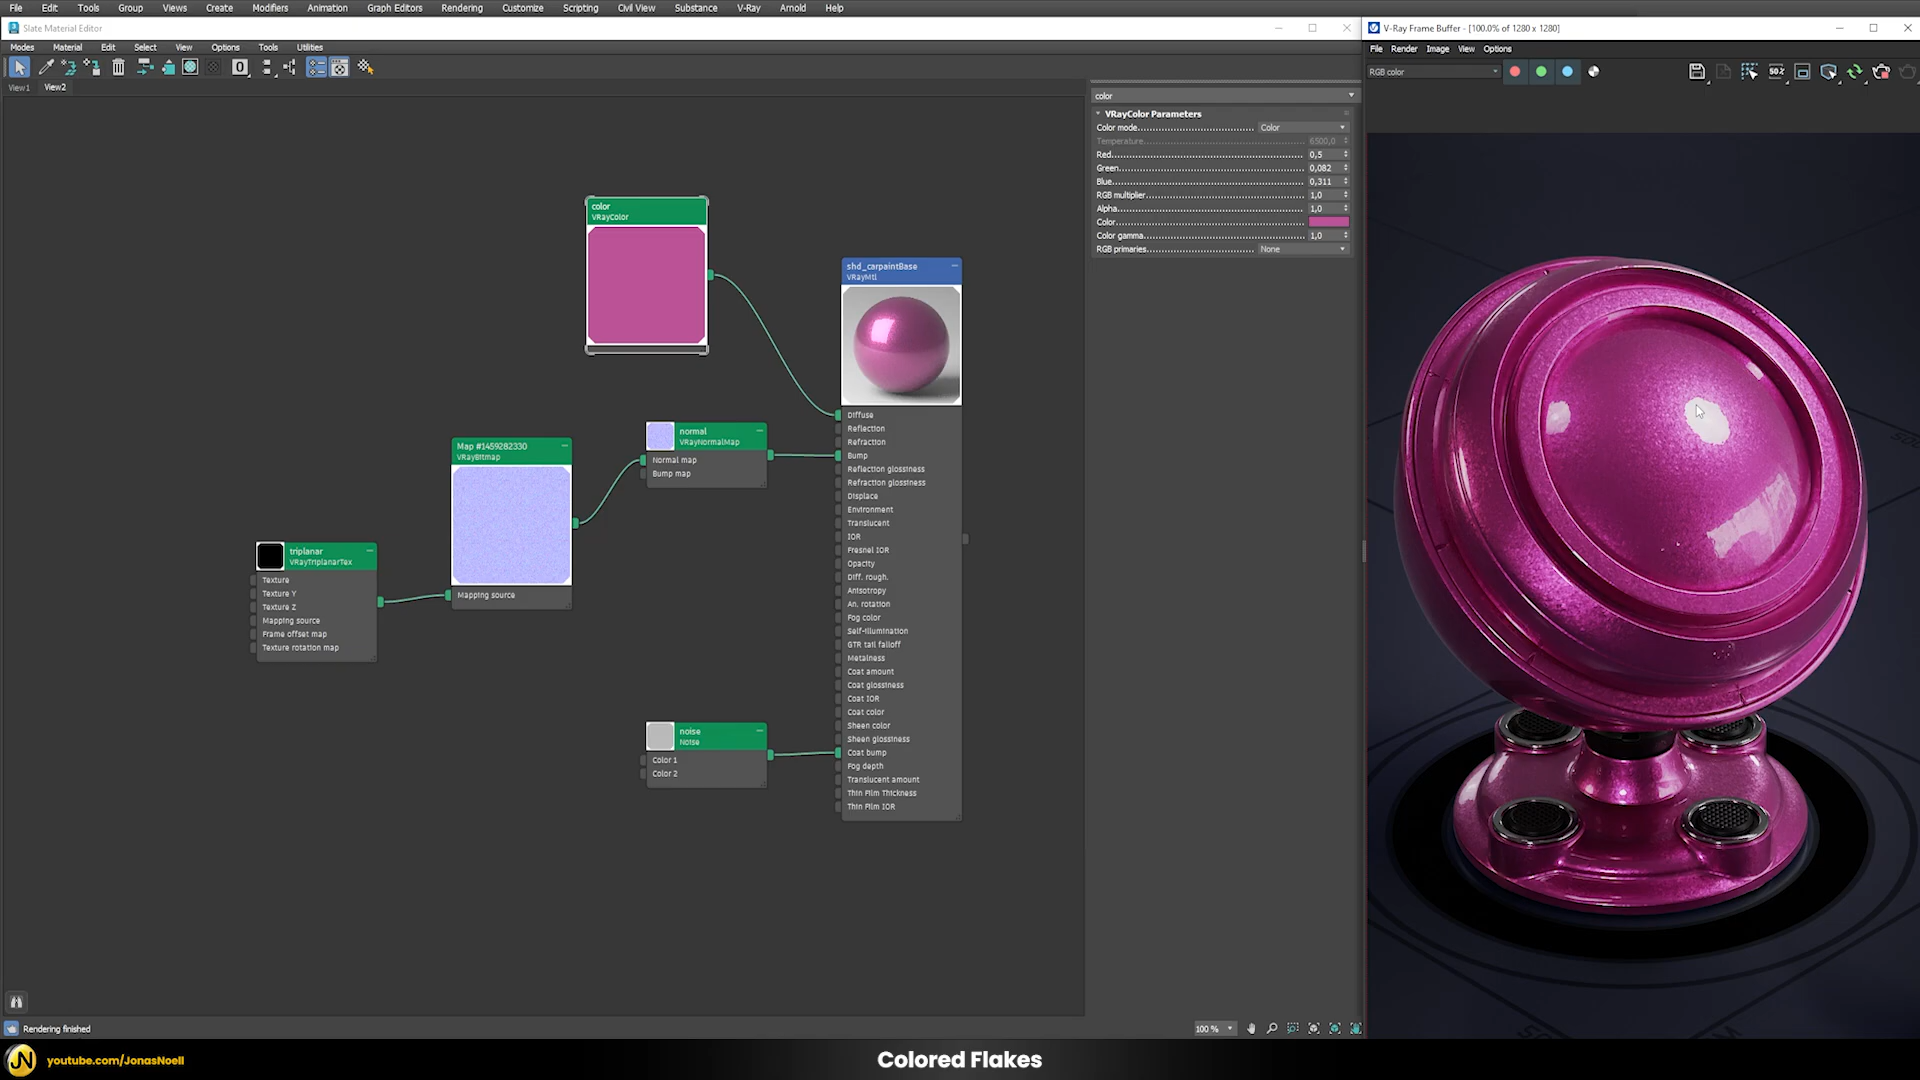 File Edit Tools Group Views Create Modifiers Animation Graph Editors Rendering Customize Scripting Civil View Substance V-Ray Arnold Help
Slate Material Editor
Modes Material Edit Select View Options Tools Utilities
View1 View2
color
VRayColor
shd_carpaintBase
VRayMtl
Diffuse
Reflection
Refraction
Bump
Reflection glossiness
Refraction glossiness
Displace
Environment
Translucent
IOR
Fresnel IOR
Opacity
Diff. rough.
Anisotropy
An. rotation
Fog color
Self-illumination
GTR tail falloff
Metalness
Coat amount
Coat glossiness
Coat IOR
Coat color
Sheen color
Sheen glossiness
Coat bump
Fog depth
Translucent amount
Thin Film Thickness
Thin Film IOR
normal
VRayNormalMap
Normal map
Bump map
Map #1459282330
VRayBitmap
Mapping source
triplanar
VRayTriplanarTex
Texture
Texture Y
Texture Z
Mapping source
Frame offset map
Texture rotation map
noise
Noise
Color 1
Color 2
color
VRayColor Parameters
Color mode Color
Temperature 6500,0
Red 0,5
Green 0,082
Blue 0,311
RGB multiplier 1,0
Alpha 1,0
Color
Color gamma 1,0
RGB primaries None
V-Ray Frame Buffer - [100.0% of 1280 x 1280]
File Render Image View Options
RGB color
50%
Rendering finished
100 %
JN youtube.com/JonasNoell
Colored Flakes